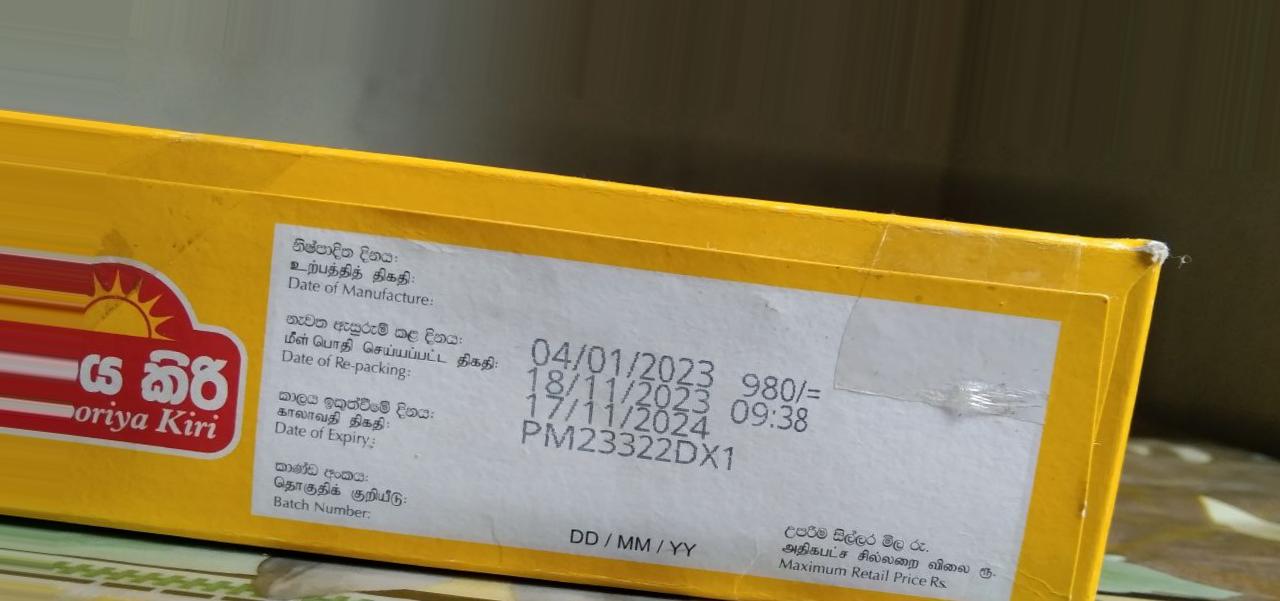 ය කිරි
oriya Kiri
නිෂ්පාදිත දිනය:
உற்பத்தித் திகதி:
Date of Manufacture:
නැවත ඇසුරුම් කළ දිනය:
மீள் பொதி செய்யப்பட்ட திகதி:
Date of Re-packing:
කාලය ඉකුත්වීමේ දිනය:
காலாவதி திகதி:
Date of Expiry:
කාණ්ඩ අංකය:
தொகுதிக் குறியீடு:
Batch Number:
04/01/2023 980/=
18/11/2023 09:38
17/11/2024
PM23322DX1
DD / MM / YY
උපරිම සිල්ලර මිල රු.
அதிகபட்ச சில்லறை விலை ரூ.
Maximum Retail Price Rs.